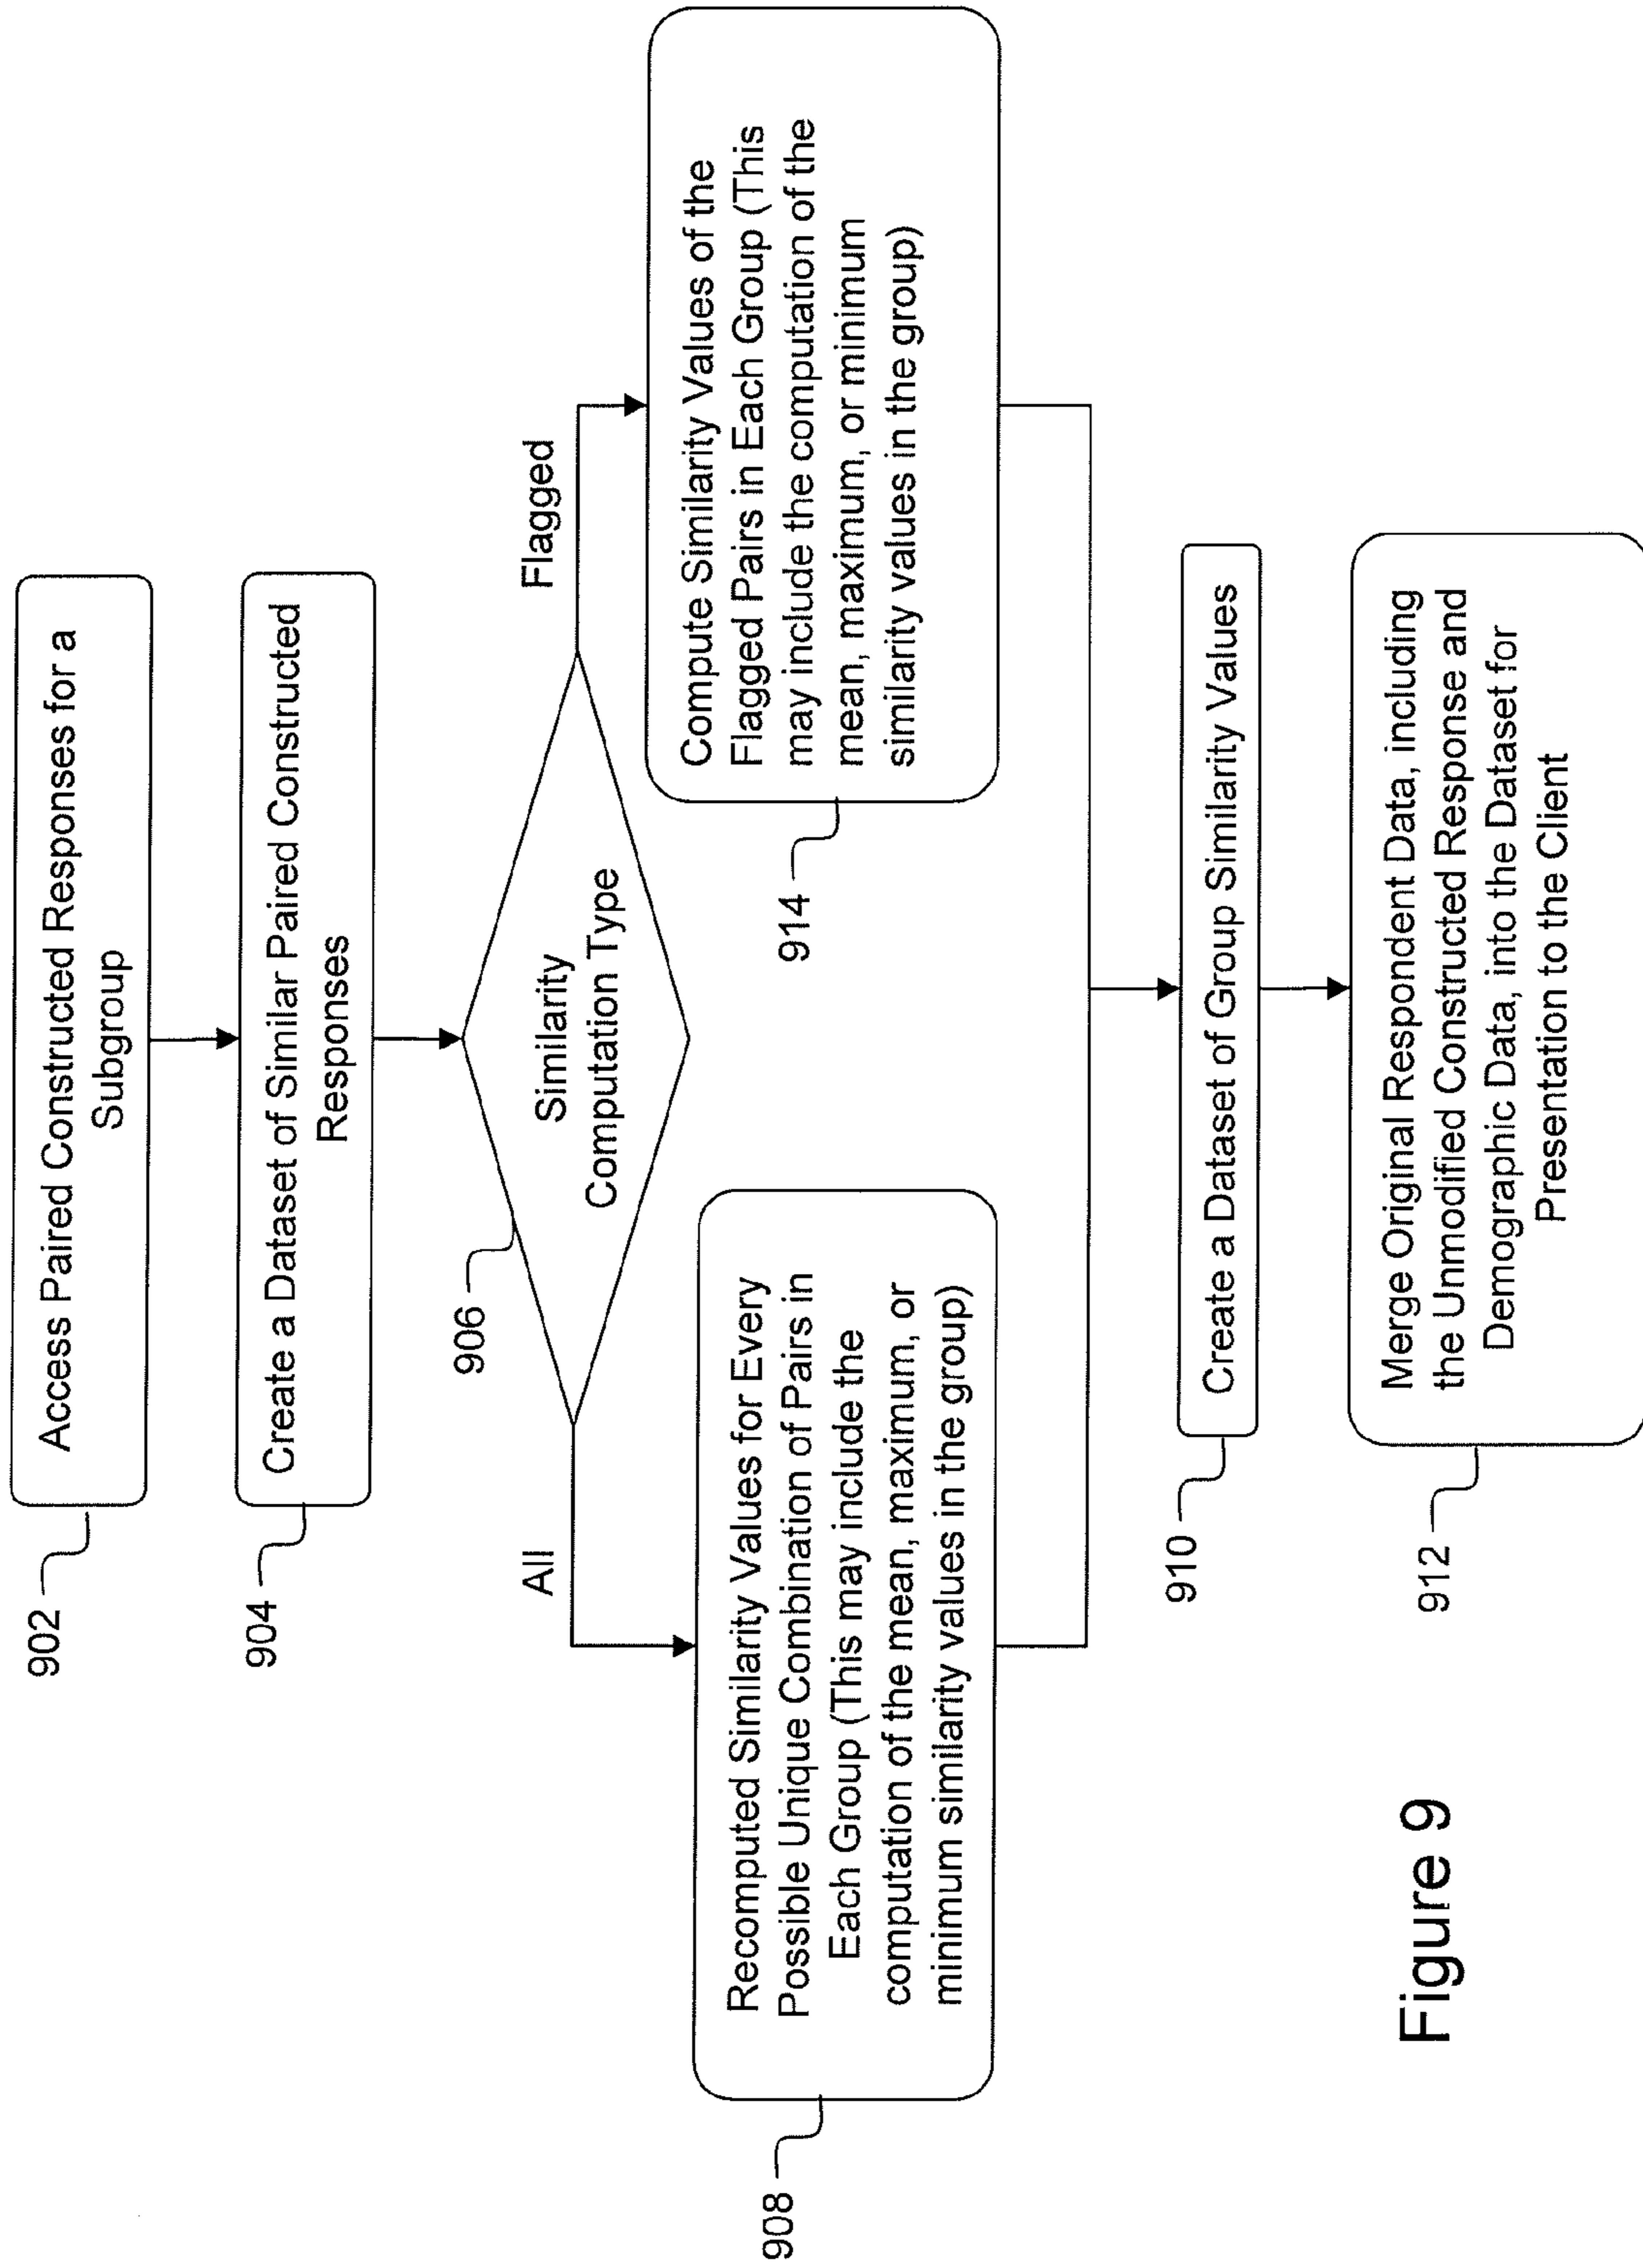 902
Access Paired Constructed Responses for a
Subgroup
904
Create a Dataset of Similar Paired Constructed
Responses
906
Similarity
Computation Type
All
Flagged
908
Recomputed Similarity Values for Every
Possible Unique Combination of Pairs in
Each Group (This may include the
computation of the mean, maximum, or
minimum similarity values in the group)
914
Compute Similarity Values of the
Flagged Pairs in Each Group (This
may include the computation of the
mean, maximum, or minimum
similarity values in the group)
910
Create a Dataset of Group Similarity Values
912
Merge Original Respondent Data, including
the Unmodified Constructed Response and
Demographic Data, into the Dataset for
Presentation to the Client
Figure 9